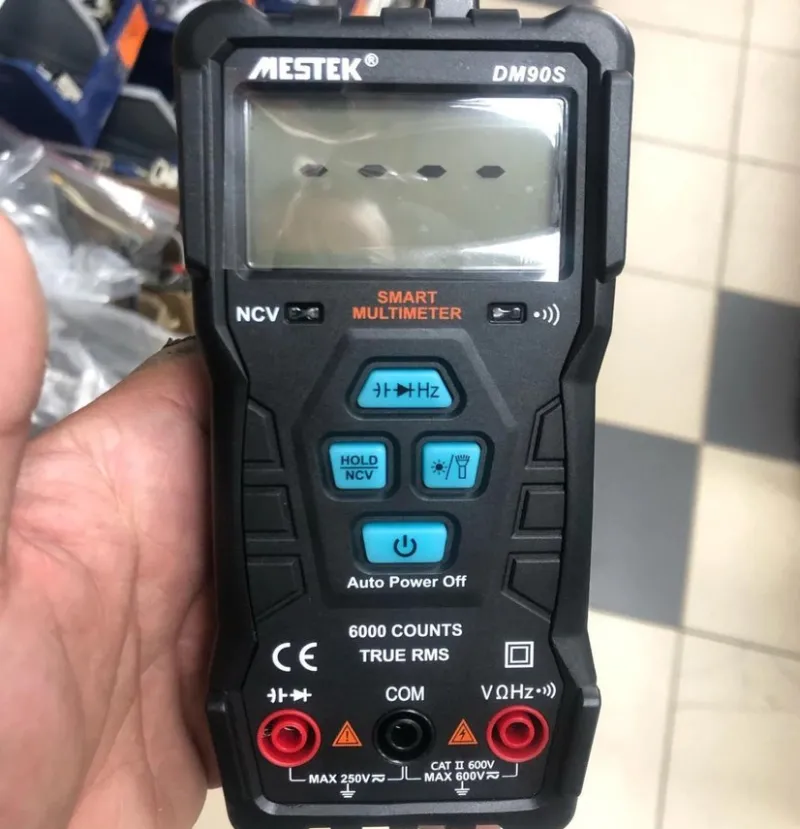 MESTEK® DM90S
- - - -
NCV
SMART
MULTIMETER
Hz
HOLD
NCV
Auto Power Off
6000 COUNTS
TRUE RMS
CE
COM
VΩHz
CAT II 600V
MAX 250V
MAX 600V